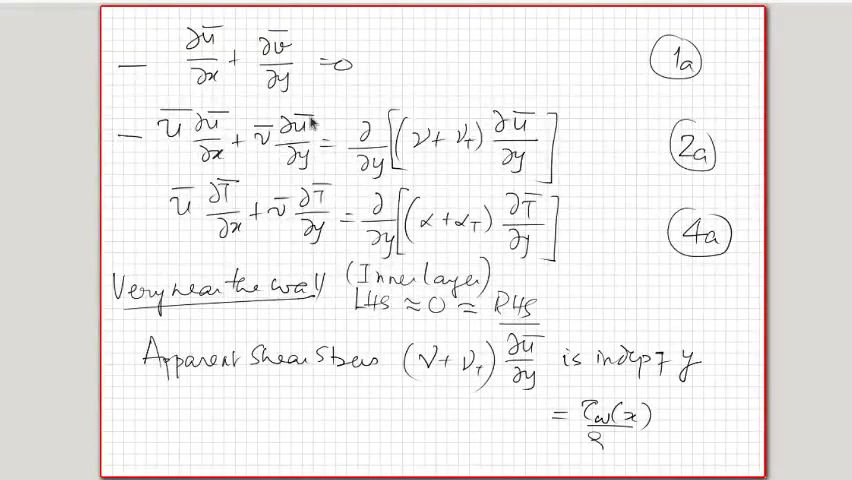 — ∂ū/∂x + ∂v̄/∂y = 0 (1a)
— ū ∂ū/∂x + v̄ ∂ū/∂y = ∂/∂y [(ν + ν_T) ∂ū/∂y] (2a)
ū ∂T̄/∂x + v̄ ∂T̄/∂y = ∂/∂y [(α + α_T) ∂T̄/∂y] (4a)
Very near the wall (Inner layer)
LHS ≈ 0 ≈ RHS
Apparent Shear Stress (ν + ν_T) ∂ū/∂y is indep of y
= τ_w(x)/ρ